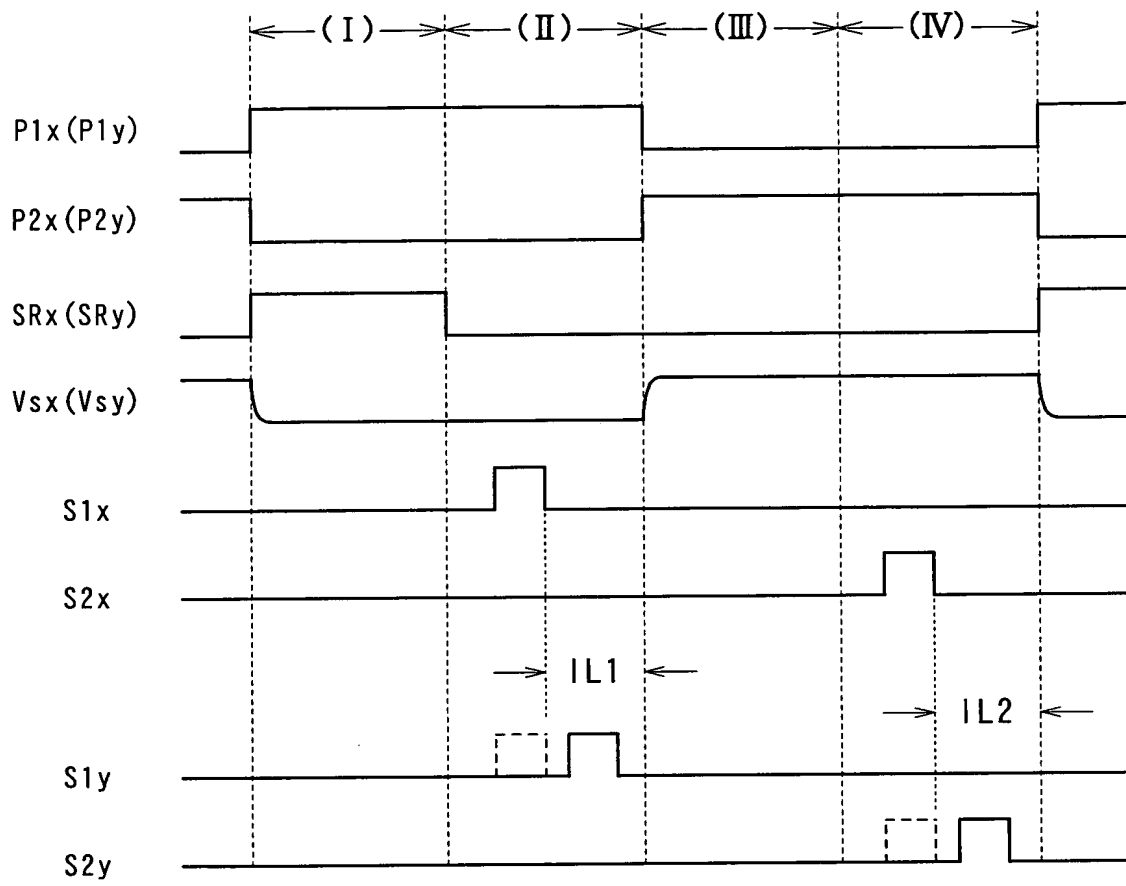 (Ⅰ) (Ⅱ) (Ⅲ) (Ⅳ)
P1x(P1y)
P2x(P2y)
SRx(SRy)
Vsx(Vsy)
S1x
S2x
IL1
IL2
S1y
S2y